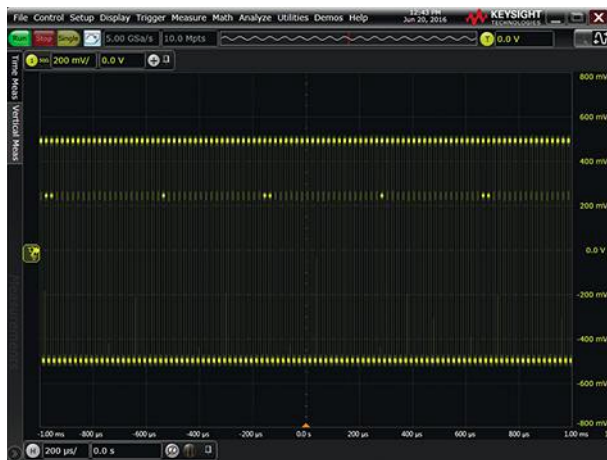 File Control Setup Display Trigger Measure Math Analyze Utilities Demos Help
12:43 PM
Jun 20, 2016
KEYSIGHT
TECHNOLOGIES
Run Stop Single 5.00 GSa/s 10.0 Mpts T 0.0 V
1 50Ω 200 mV/ 0.0 V
Time Meas
Vertical Meas
Measurements
800 mV
600 mV
400 mV
200 mV
0.0 V
-200 mV
-400 mV
-600 mV
-800 mV
-1.00 ms -800 µs -600 µs -400 µs -200 µs 0.0 s 200 µs 400 µs 600 µs 800 µs 1.00 ms
H 200 µs/ 0.0 s